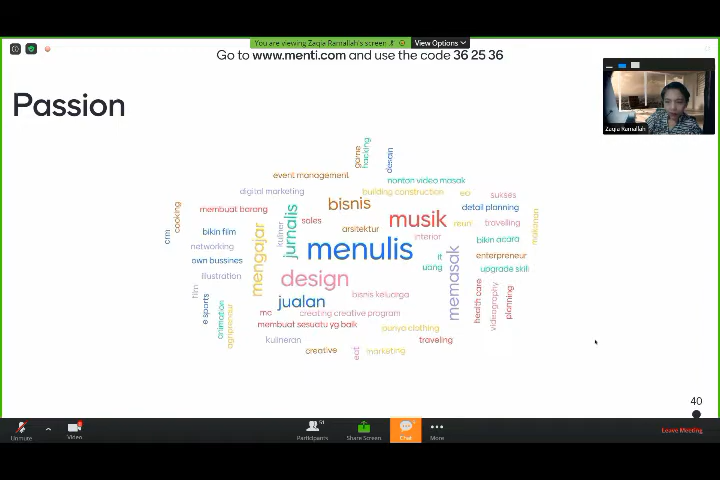 You are viewing Zaqia Ramallah's screen
View Options
Go to www.menti.com and use the code 36 25 36
Passion
Zaqia Ramallah
game
hacking
desain
event management
nonton video masak
digital marketing
building construction
eo
sukses
cooking
membuat barang
bisnis
detail planning
makanan
crm
bikin film
mengajar
kuliner
jurnalis
sales
arsitektur
musik
reuni
travelling
networking
menulis
interior
bikin acara
own bussines
it
uang
memasak
enterpreneur
illustration
design
upgrade skill
film
e sports
animation
agripreneur
jualan
bisnis keluarga
health care
videography
planning
mc
creating creative program
membuat sesuatu yg baik
punya clothing
kulineran
traveling
creative
eat
marketing
40
Unmute
Video
Participants
51
Share Screen
Chat
More
Leave Meeting